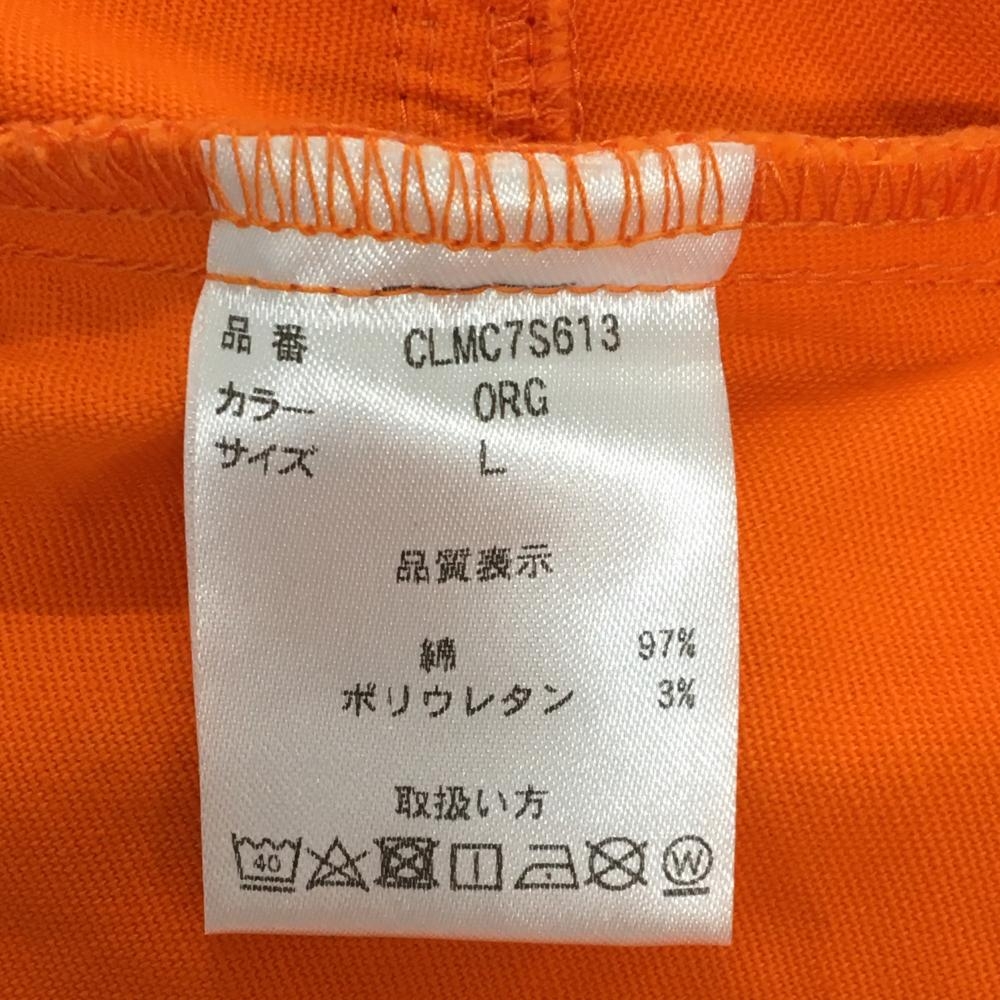 品番 CLMC7S613
カラー ORG
サイズ L
品質表示
綿 97%
ポリウレタン 3%
取扱い方
40 W